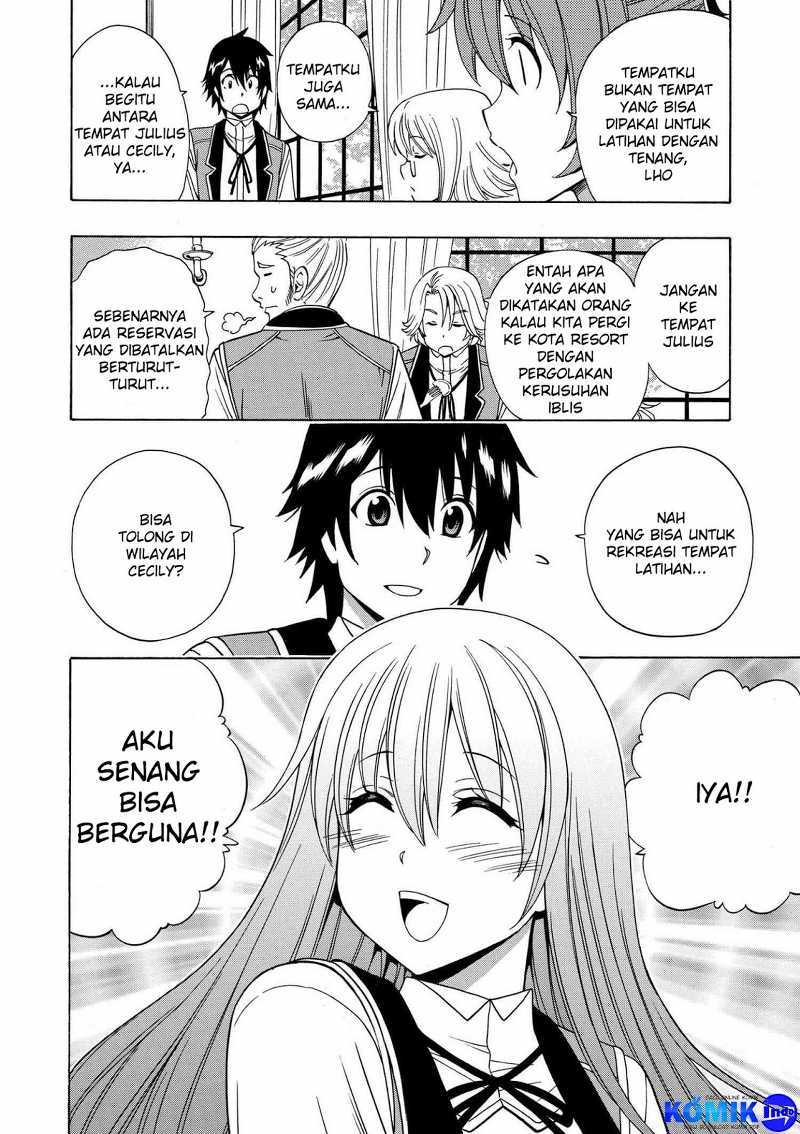 TEMPATKU
BUKAN TEMPAT
YANG BISA
DIPAKAI UNTUK
LATIHAN DENGAN
TENANG,
LHO
TEMPATKU
JUGA
SAMA...
...KALAU
BEGITU
ANTARA
TEMPAT JULIUS
ATAU CECILY,
YA...
JANGAN
KE
TEMPAT
JULIUS
ENTAH APA
YANG AKAN
DIKATAKAN ORANG
KALAU KITA PERGI
KE KOTA RESORT
DENGAN
PERGOLAKAN
KERUSUHAN
IBLIS
SEBENARNYA
ADA RESERVASI
YANG DIBATALKAN
BERTURUT-
TURUT...
NAH
YANG BISA UNTUK
REKREASI TEMPAT
LATIHAN...
BISA
TOLONG DI
WILAYAH
CECILY?
IYA!!
AKU
SENANG
BISA
BERGUNA!!
KOMIK Indo